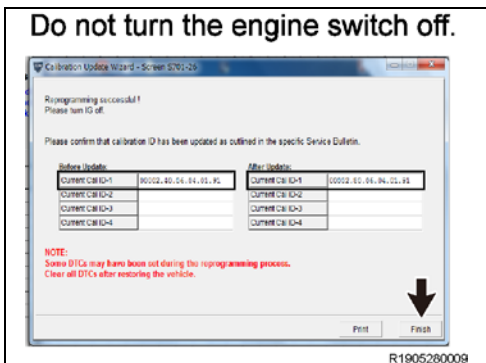 Do not turn the engine switch off.
Calibration Update Wizard - Screen S701-26
Reprogramming successful !
Please turn IG off.
Please confirm that calibration ID has been updated as outlined in the specific Service Bulletin.
Before Update:
Current Cal ID-1
Current Cal ID-2
Current Cal ID-3
Current Cal ID-4
After Update:
Current Cal ID-1
Current Cal ID-2
Current Cal ID-3
Current Cal ID-4
NOTE:
Some DTCs may have been set during the reprogramming process.
Clear all DTCs after restoring the vehicle.
Print
Finish
R1905280009